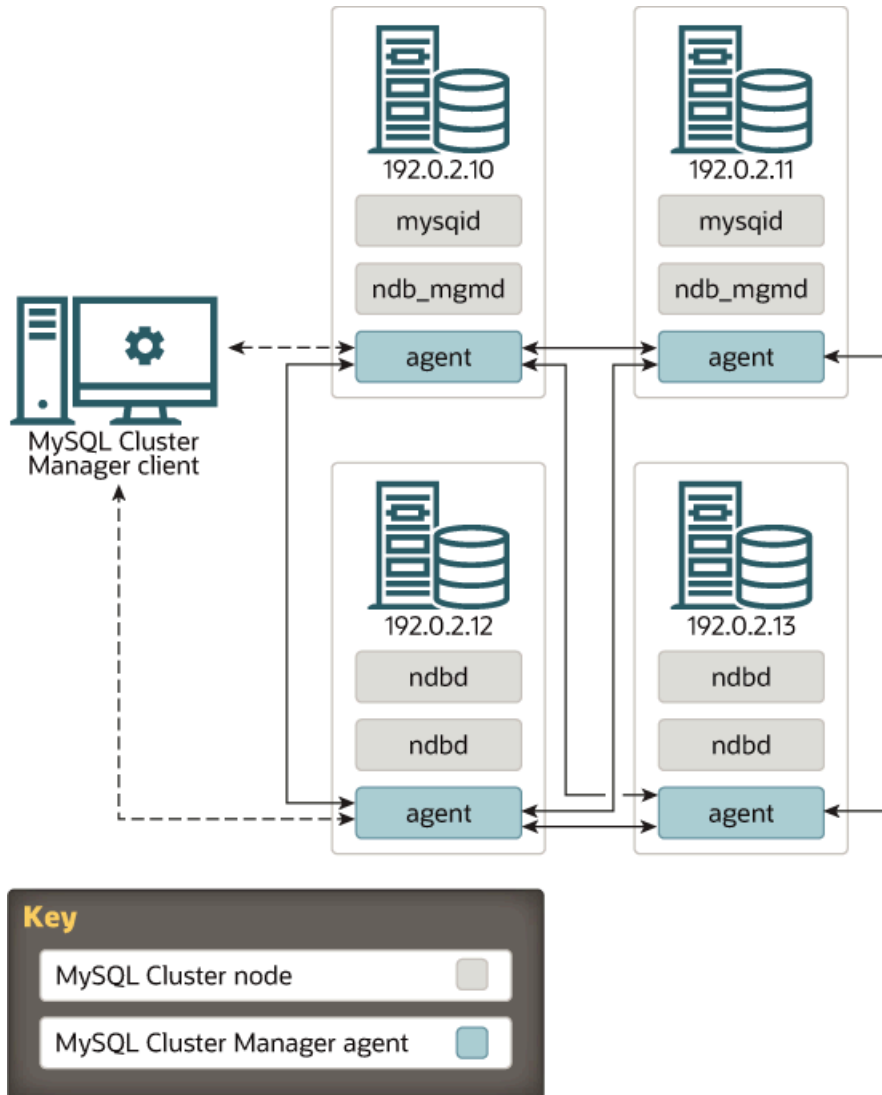 192.0.2.10
mysqid
ndb_mgmd
agent
192.0.2.11
mysqid
ndb_mgmd
agent
MySQL Cluster
Manager client
192.0.2.12
ndbd
ndbd
agent
192.0.2.13
ndbd
ndbd
agent
Key
MySQL Cluster node
MySQL Cluster Manager agent